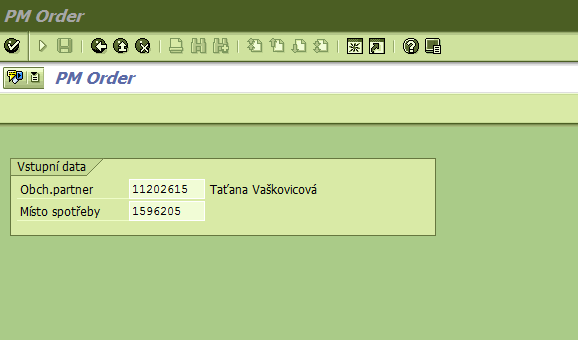 PM Order
PM Order
Vstupní data
Obch.partner 11202615 Taťana Vaškovicová
Místo spotřeby 1596205